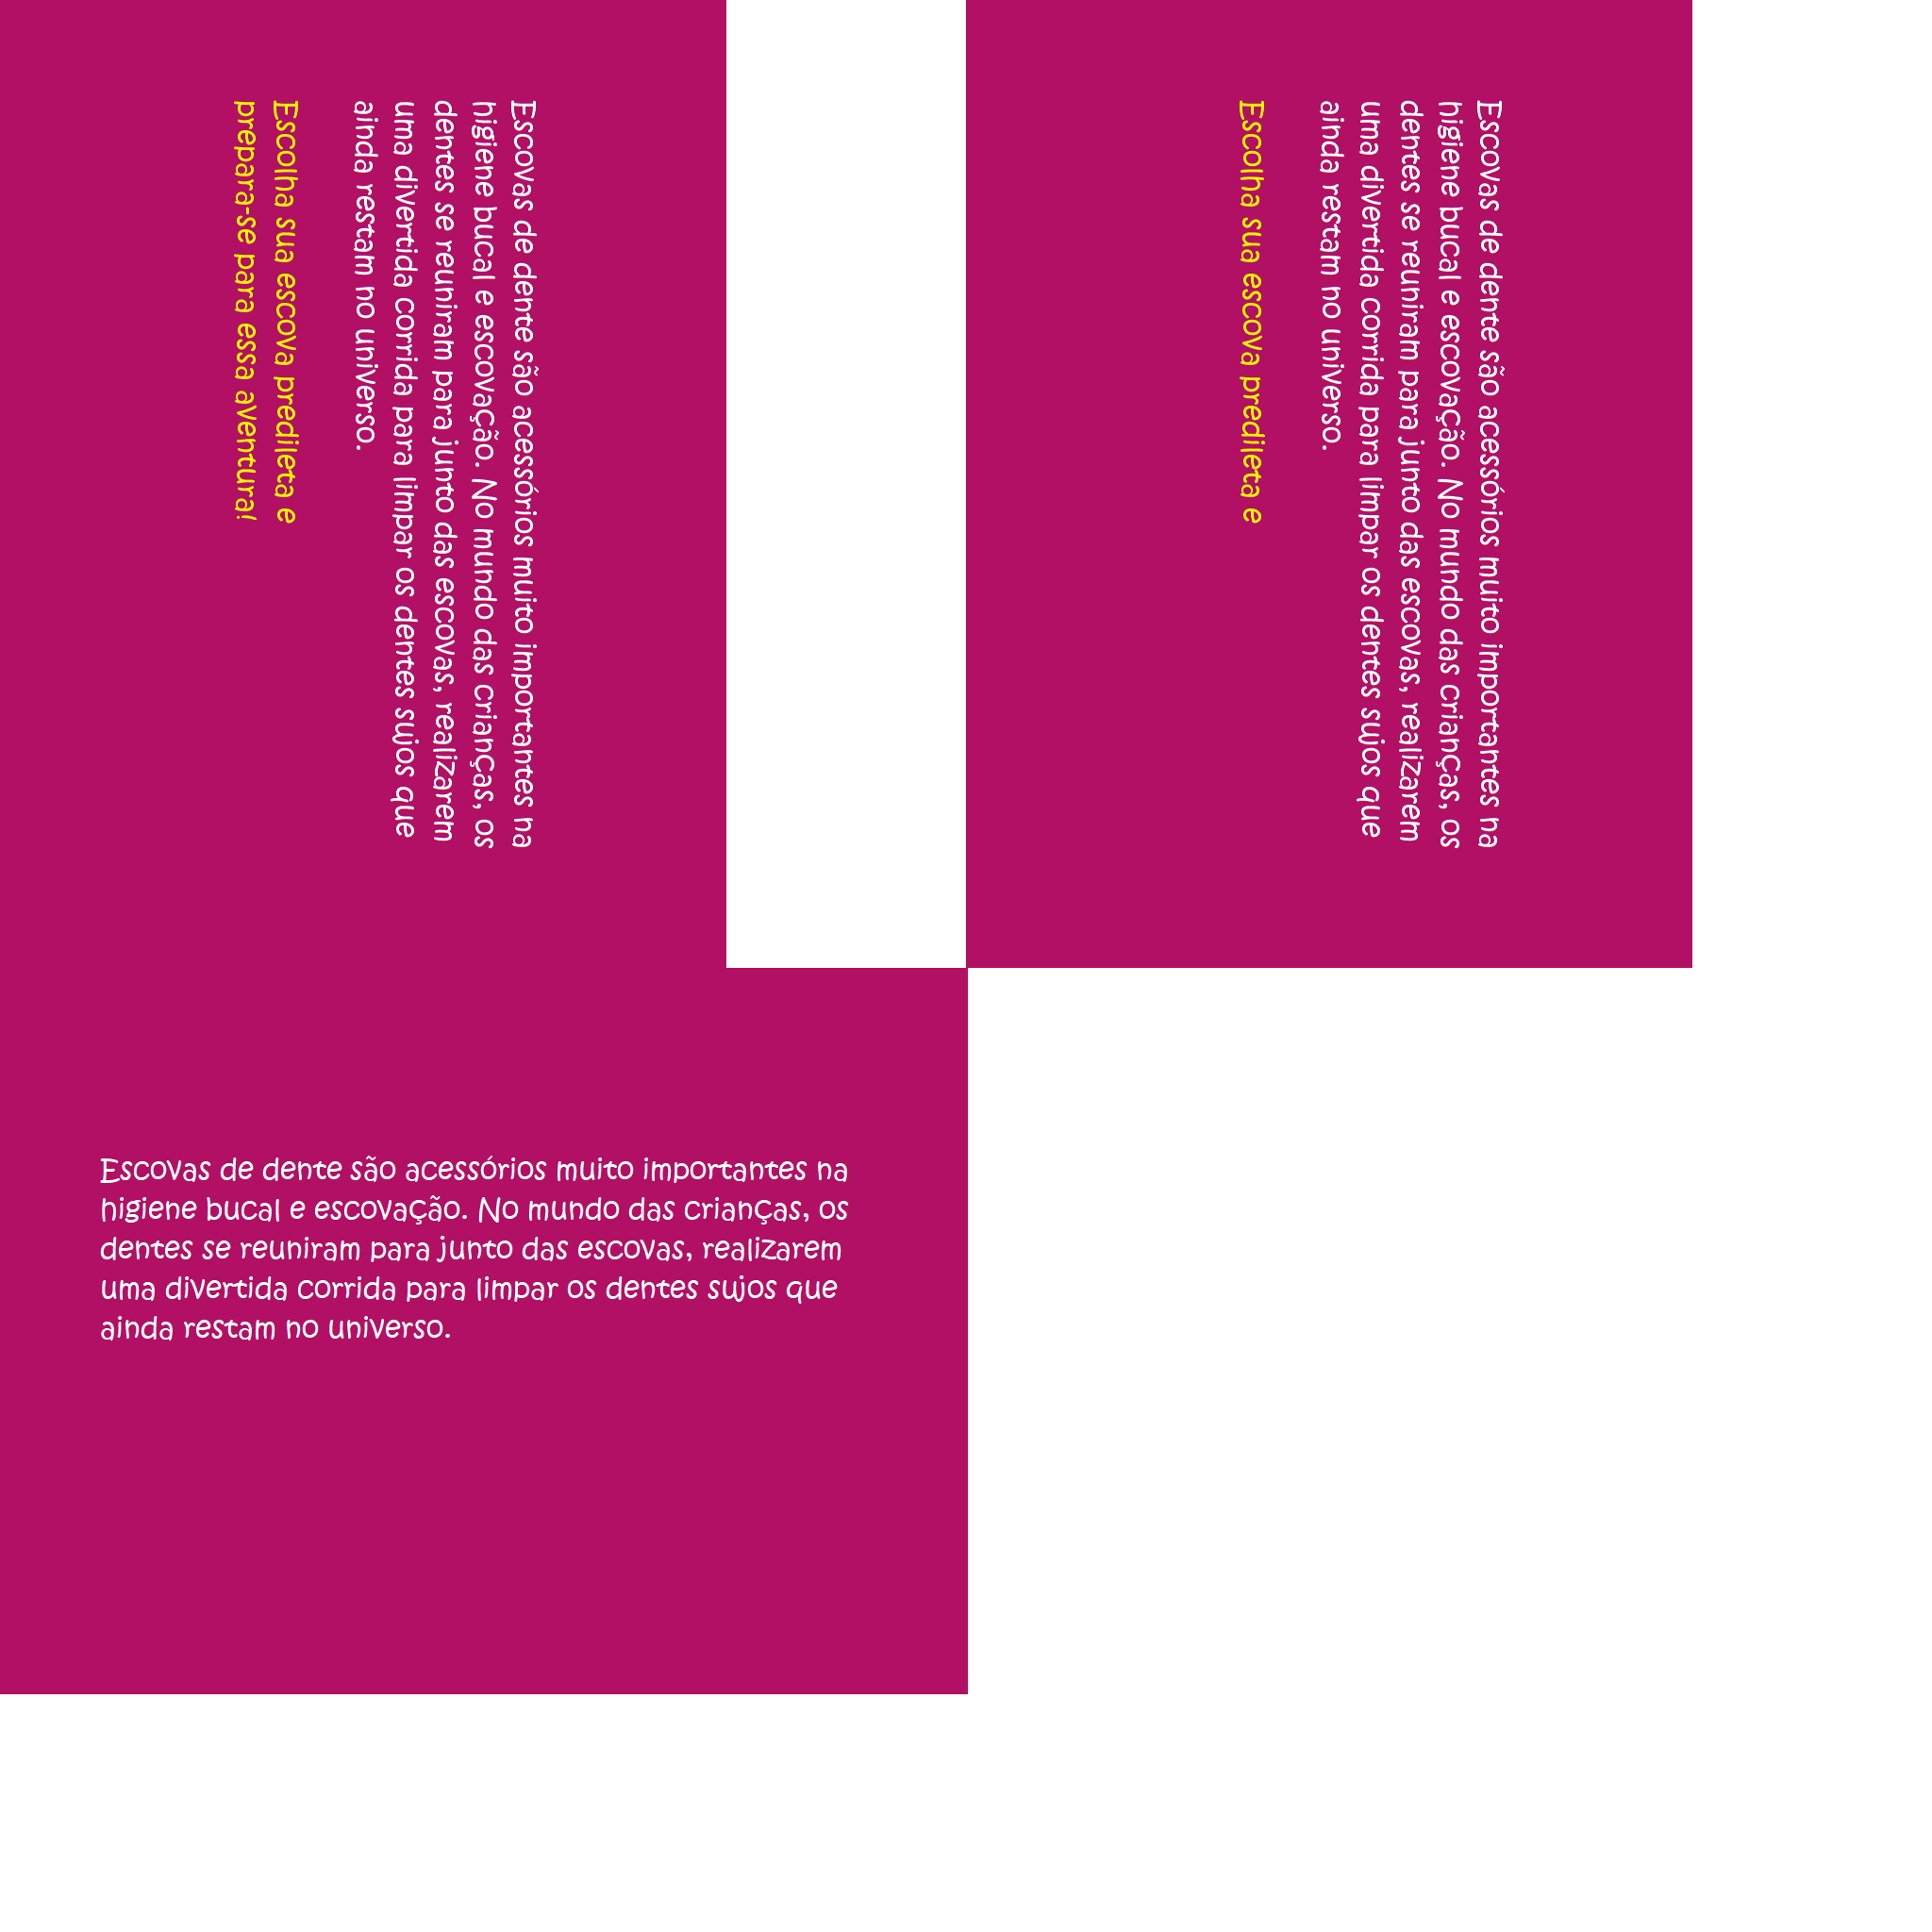 Escovas de dente são acessórios muito importantes na
higiene bucal e escovação. No mundo das crianças, os
dentes se reuniram para junto das escovas, realizarem
uma divertida corrida para limpar os dentes sujos que
ainda restam no universo.
Escolha sua escova predileta e
prepara-se para essa aventura!
Escovas de dente são acessórios muito importantes na
higiene bucal e escovação. No mundo das crianças, os
dentes se reuniram para junto das escovas, realizarem
uma divertida corrida para limpar os dentes sujos que
ainda restam no universo.
Escolha sua escova predileta e
Escovas de dente são acessórios muito importantes na
higiene bucal e escovação. No mundo das crianças, os
dentes se reuniram para junto das escovas, realizarem
uma divertida corrida para limpar os dentes sujos que
ainda restam no universo.